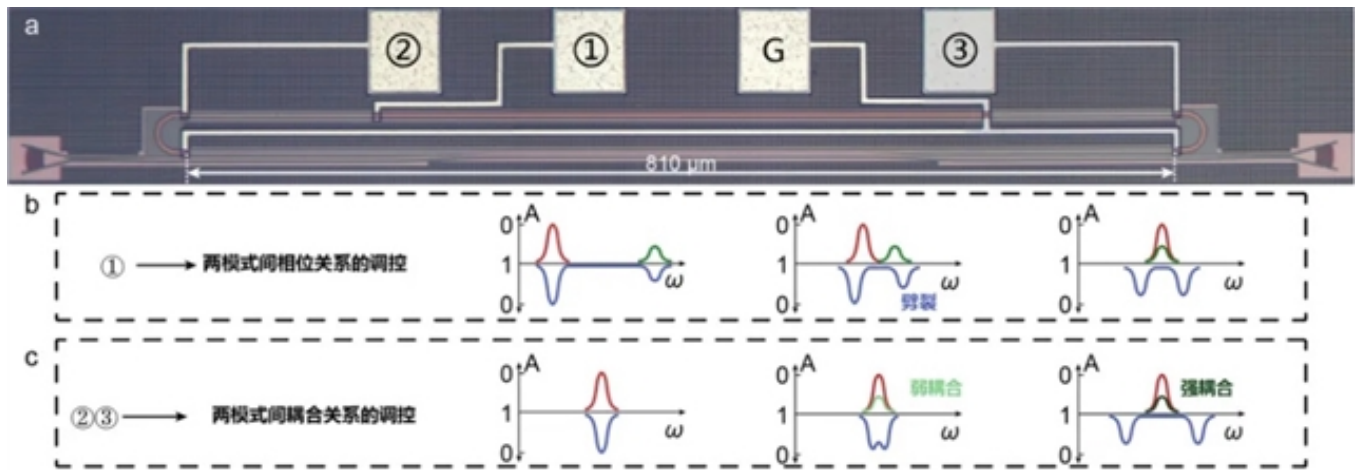 a
② ① G ③
810 μm
b
① 两模式间相位关系的调控
0 A 1 0 ω
0 A 1 0 ω 劈裂
0 A 1 0 ω
c
②③ 两模式间耦合关系的调控
0 A 1 0 ω
0 A 弱耦合 1 0 ω
0 A 强耦合 1 0 ω